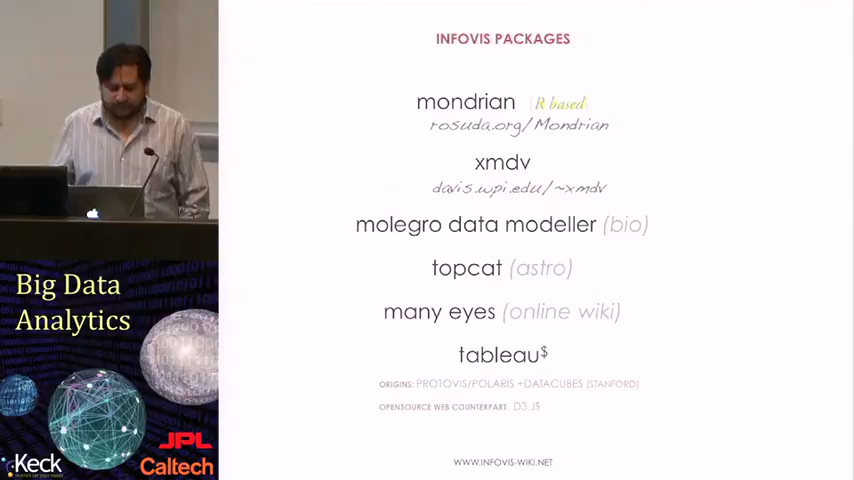 INFOVIS PACKAGES
mondrian [R based]
rosuda.org/Mondrian
xmdv
davis.wpi.edu/~xmdv
molegro data modeller (bio)
topcat (astro)
many eyes (online wiki)
tableau$
ORIGINS: PROTOVIS/POLARIS +DATACUBES (STANFORD)
OPENSOURCE WEB COUNTERPART: D3.JS
WWW.INFOVIS-WIKI.NET
Big Data
Analytics
JPL
Keck
Caltech